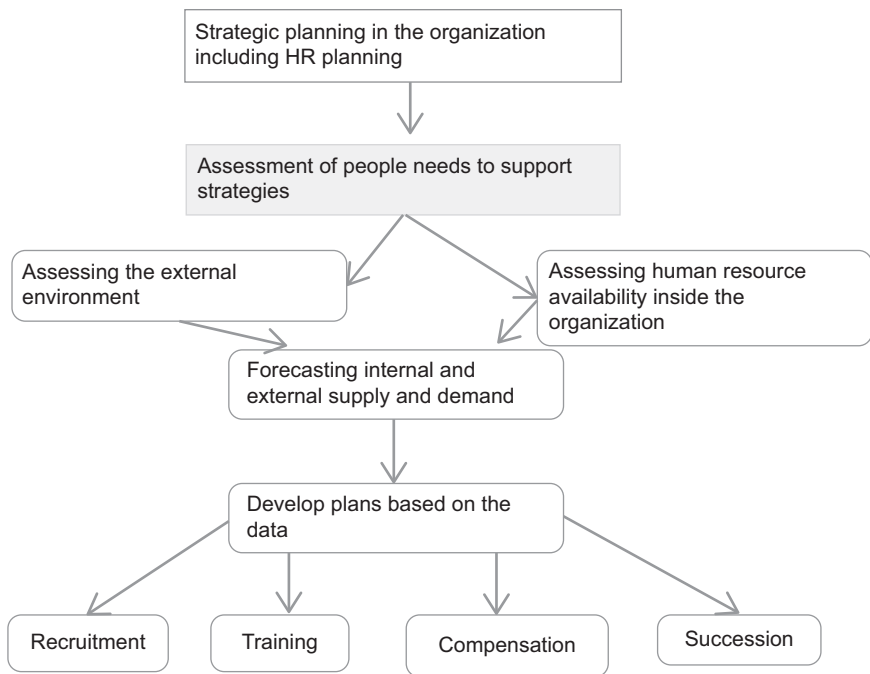 Strategic planning in the organization
including HR planning
Assessment of people needs to support
strategies
Assessing the external
environment
Assessing human resource
availability inside the
organization
Forecasting internal and
external supply and demand
Develop plans based on the
data
Recruitment
Training
Compensation
Succession